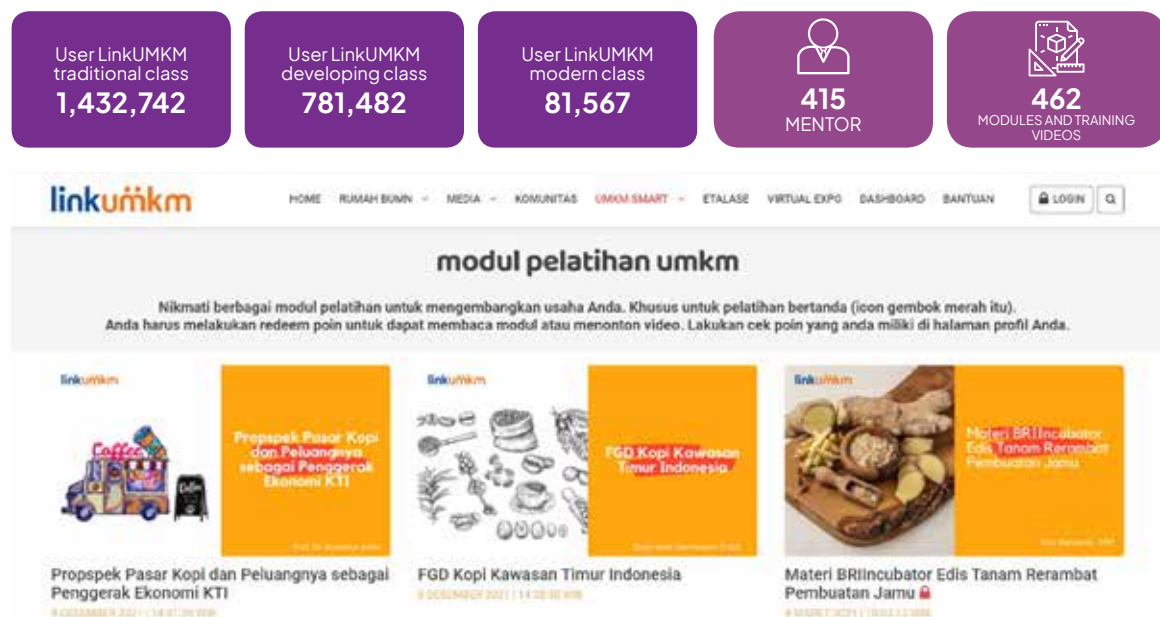 User LinkUMKM
traditional class
1,432,742
User LinkUMKM
developing class
781,482
User LinkUMKM
modern class
81,567
415
MENTOR
462
MODULES AND TRAINING
VIDEOS
linkumkm
HOME RUMAH BUMN MEDIA KOMUNITAS UMKM SMART ETALASE VIRTUAL EXPO DASHBOARD BANTUAN LOGIN
modul pelatihan umkm
Nikmati berbagai modul pelatihan untuk mengembangkan usaha Anda. Khusus untuk pelatihan bertanda (icon gembok merah itu).
Anda harus melakukan redeem poin untuk dapat membaca modul atau menonton video. Lakukan cek poin yang anda miliki di halaman profil Anda.
linkumkm
Coffee
Coffee
Propspek Pasar Kopi
dan Peluangnya
sebagai Penggerak
Ekonomi KTI
linkumkm
FGD Kopi Kawasan
Timur Indonesia
linkumkm
Materi BRIIncubator
Edis Tanam Rerambat
Pembuatan Jamu
Propspek Pasar Kopi dan Peluangnya sebagai
Penggerak Ekonomi KTI
FGD Kopi Kawasan Timur Indonesia
Materi BRIIncubator Edis Tanam Rerambat
Pembuatan Jamu